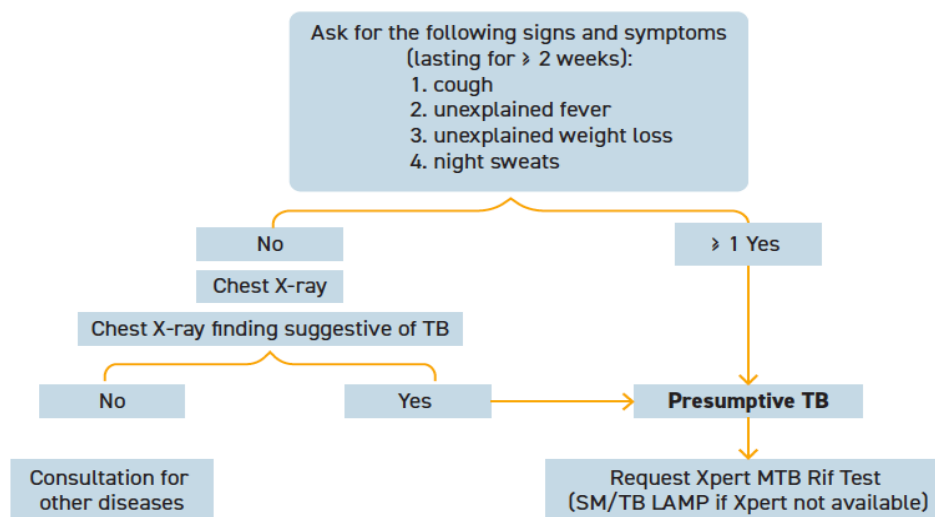 Ask for the following signs and symptoms
(lasting for ⩾ 2 weeks):
1. cough
2. unexplained fever
3. unexplained weight loss
4. night sweats
No
⩾ 1 Yes
Chest X-ray
Chest X-ray finding suggestive of TB
No
Yes
Presumptive TB
Consultation for
other diseases
Request Xpert MTB Rif Test
(SM/TB LAMP if Xpert not available)